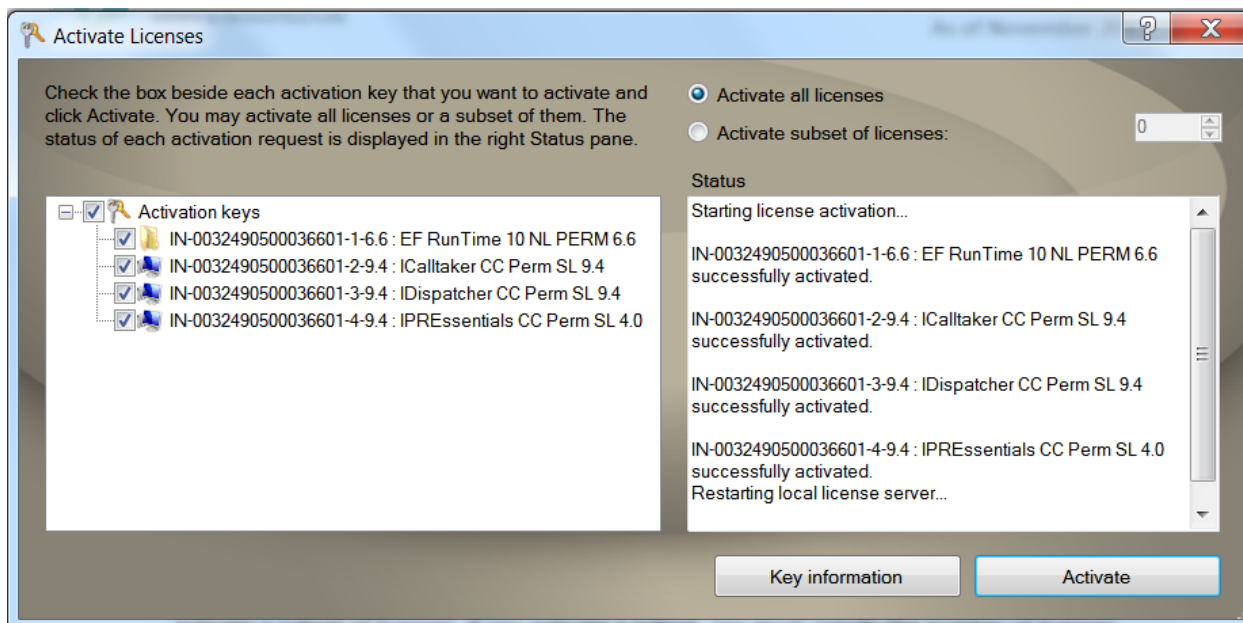 As of November 2
Activate Licenses
Check the box beside each activation key that you want to activate and
click Activate. You may activate all licenses or a subset of them. The
status of each activation request is displayed in the right Status pane.
Activate all licenses
Activate subset of licenses:
0
Activation keys
IN-0032490500036601-1-6.6 : EF RunTime 10 NL PERM 6.6
IN-0032490500036601-2-9.4 : ICalltaker CC Perm SL 9.4
IN-0032490500036601-3-9.4 : IDispatcher CC Perm SL 9.4
IN-0032490500036601-4-9.4 : IPREssentials CC Perm SL 4.0
Status
Starting license activation...
IN-0032490500036601-1-6.6 : EF RunTime 10 NL PERM 6.6
successfully activated.
IN-0032490500036601-2-9.4 : ICalltaker CC Perm SL 9.4
successfully activated.
IN-0032490500036601-3-9.4 : IDispatcher CC Perm SL 9.4
successfully activated.
IN-0032490500036601-4-9.4 : IPREssentials CC Perm SL 4.0
successfully activated.
Restarting local license server...
Key information
Activate